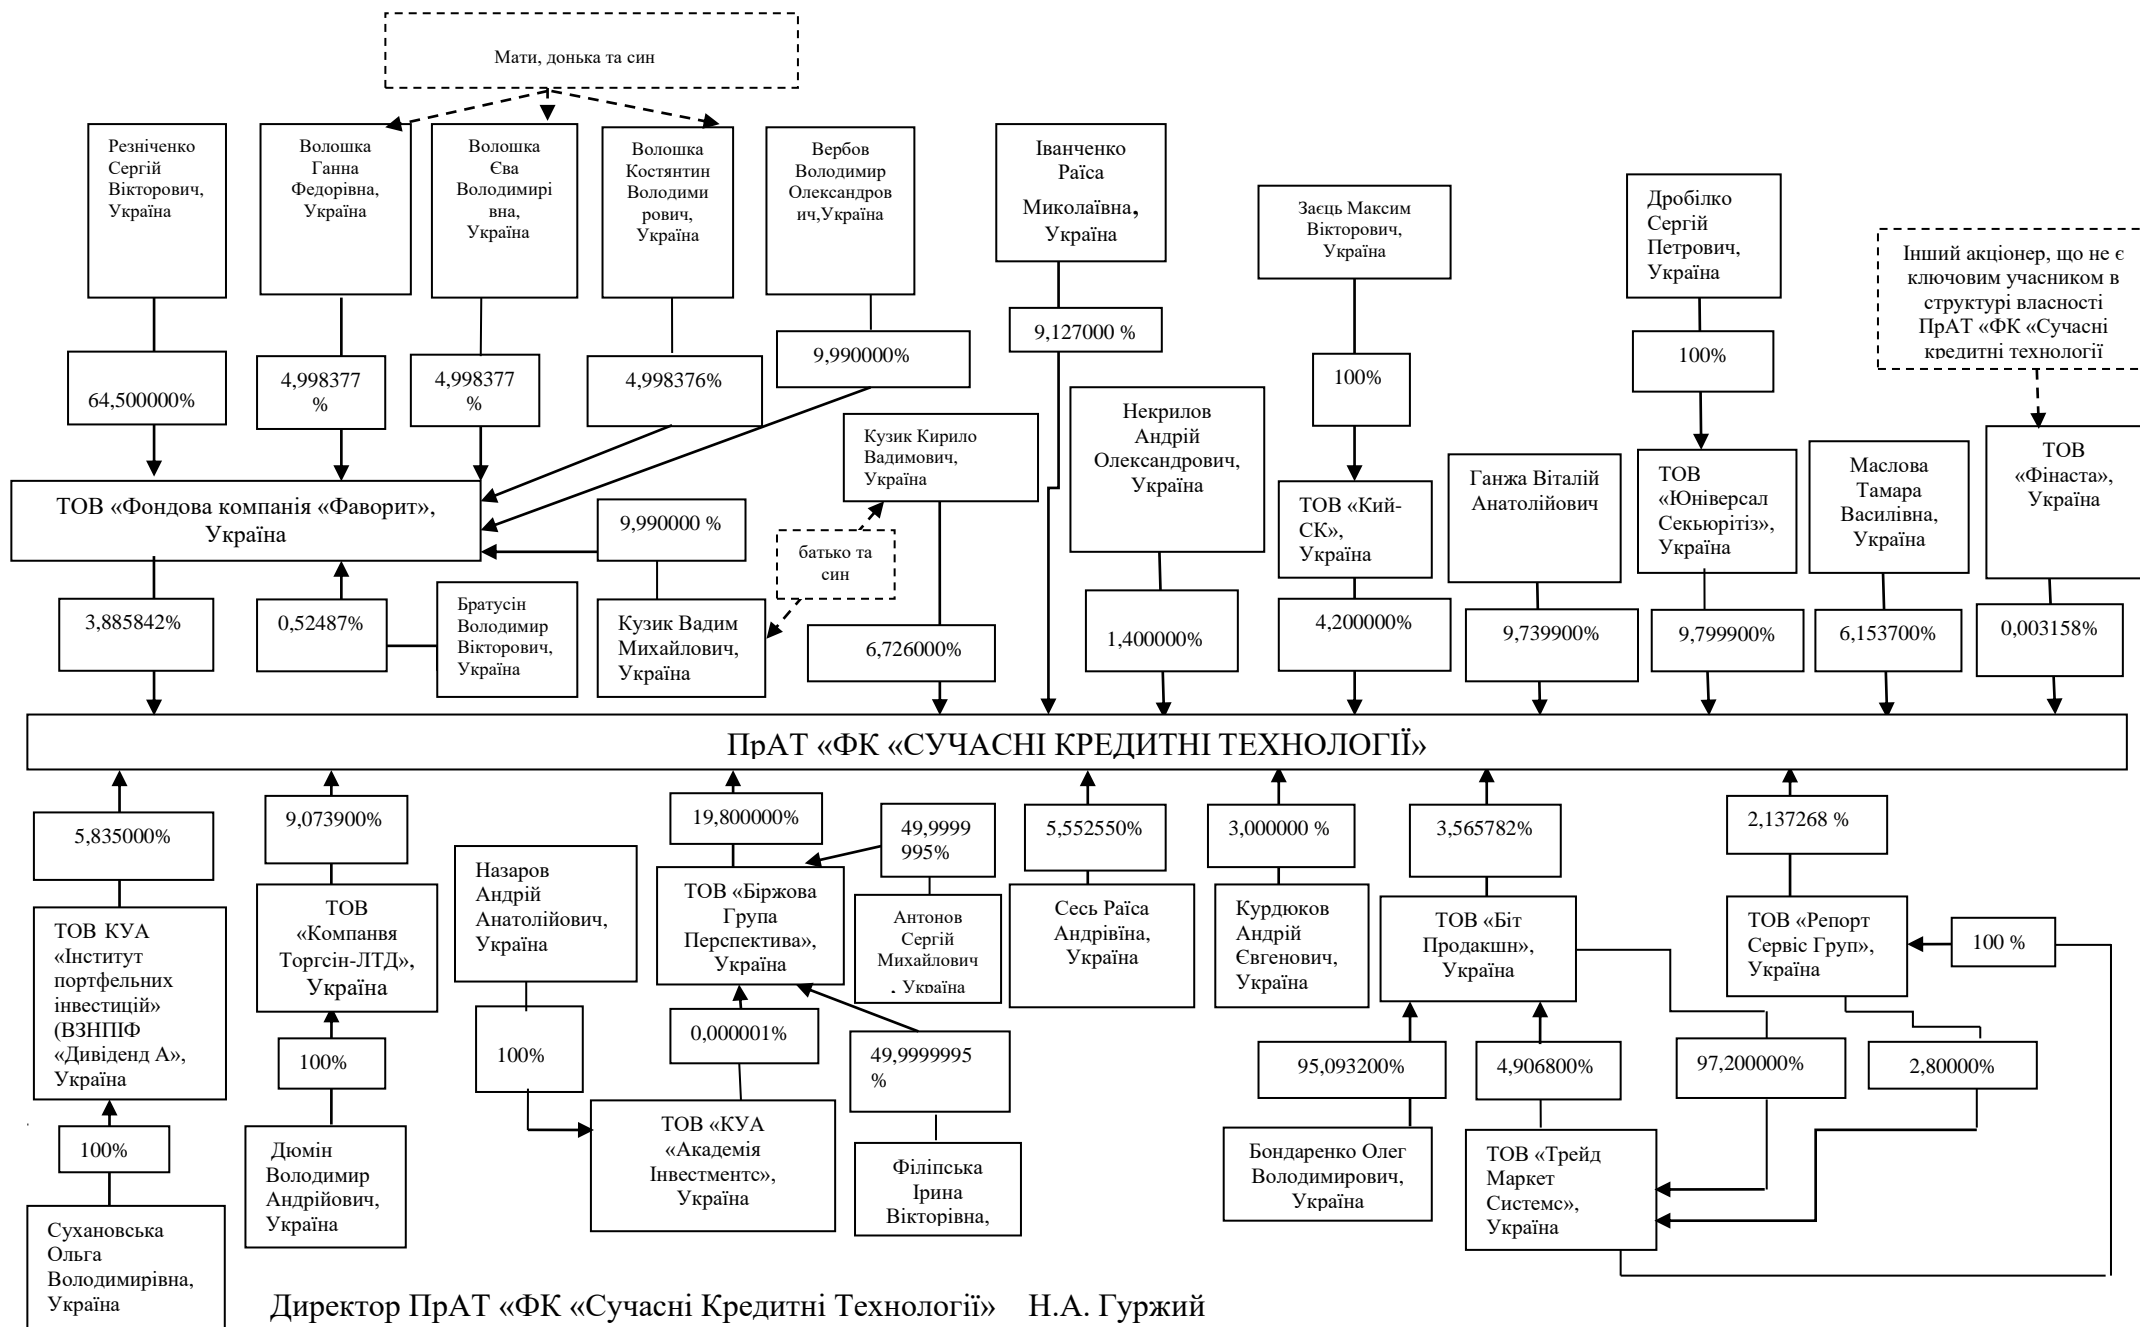 Мати, донька та син
Резніченко
Сергій
Вікторович,
Україна
Волошка
Ганна
Федорівна,
Україна
Волошка
Єва
Володимирі
вна,
Україна
Волошка
Костянтин
Володими
рович,
Україна
Вербов
Володимир
Олександров
ич,Україна
Іванченко
Раїса
Миколаївна,
Україна
Заєць Максим
Вікторович,
Україна
Дробілко
Сергій
Петрович,
Україна
Інший акціонер, що не є
ключовим учасником в
структурі власності
ПрАТ «ФК «Сучасні
кредитні технології
64,500000%
4,998377
%
4,998377
%
4,998376%
9,990000%
9,127000 %
100%
100%
Кузик Кирило
Вадимович,
Україна
Некрилов
Андрій
Олександрович,
Україна
ТОВ «Фондова компанія «Фаворит»,
Україна
9,990000 %
батько та
син
ТОВ «Кий-
СК»,
Україна
Ганжа Віталій
Анатолійович
ТОВ
«Юніверсал
Секьюрітіз»,
Україна
Маслова
Тамара
Василівна,
Україна
ТОВ
«Фінаста»,
Україна
3,885842%
0,52487%
Братусін
Володимир
Вікторович,
Україна
Кузик Вадим
Михайлович,
Україна
6,726000%
1,400000%
4,200000%
9,739900%
9,799900%
6,153700%
0,003158%
ПрАТ «ФК «СУЧАСНІ КРЕДИТНІ ТЕХНОЛОГІЇ»
5,835000%
9,073900%
19,800000%
49,9999
995%
5,552550%
3,000000 %
3,565782%
2,137268 %
ТОВ КУА
«Інститут
портфельних
інвестицій»
(ВЗНПІФ
«Дивіденд А»,
Україна
ТОВ
«Компанвя
Торгсін-ЛТД»,
Україна
Назаров
Андрій
Анатолійович,
Україна
ТОВ «Біржова
Група
Перспектива»,
Україна
Антонов
Сергій
Михайлович
, Україна
Сесь Раїса
Андрівїна,
Україна
Курдюков
Андрій
Євгенович,
Україна
ТОВ «Біт
Продакшн»,
Україна
ТОВ «Репорт
Сервіс Груп»,
Україна
100 %
100%
100%
0,000001%
49,9999995
%
95,093200%
4,906800%
97,200000%
2,80000%
100%
Дюмін
Володимир
Андрійович,
Україна
ТОВ «КУА
«Академія
Інвестментс»,
Україна
Філіпська
Ірина
Вікторівна,
Бондаренко Олег
Володимирович,
Україна
ТОВ «Трейд
Маркет
Системс»,
Україна
Сухановська
Ольга
Володимирівна,
Україна
Директор ПрАТ «ФК «Сучасні Кредитні Технології» Н.А. Гуржий